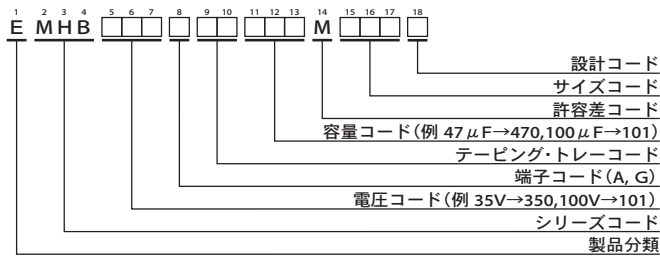 1 2 3 4 5 6 7 8 9 10 11 12 13 14 15 16 17 18
E MHB □□□ □ □□ □□□ M □□□ □
設計コード
サイズコード
許容差コード
容量コード(例 47μF→470,100μF→101)
テーピング・トレーコード
端子コード(A, G)
電圧コード(例 35V→350,100V→101)
シリーズコード
製品分類